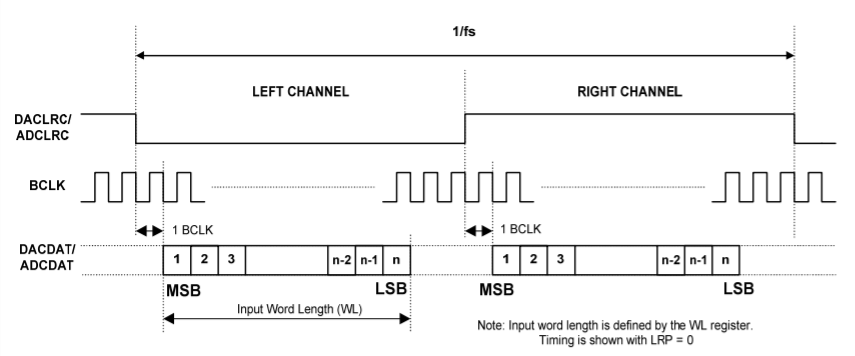 1/fs
LEFT CHANNEL
RIGHT CHANNEL
DACLRC/
ADCLRC
BCLK
1 BCLK
1 BCLK
DACDAT/
ADCDAT
1 2 3 n-2 n-1 n
1 2 3 n-2 n-1 n
MSB
LSB
MSB
LSB
Input Word Length (WL)
Note: Input word length is defined by the WL register.
Timing is shown with LRP = 0